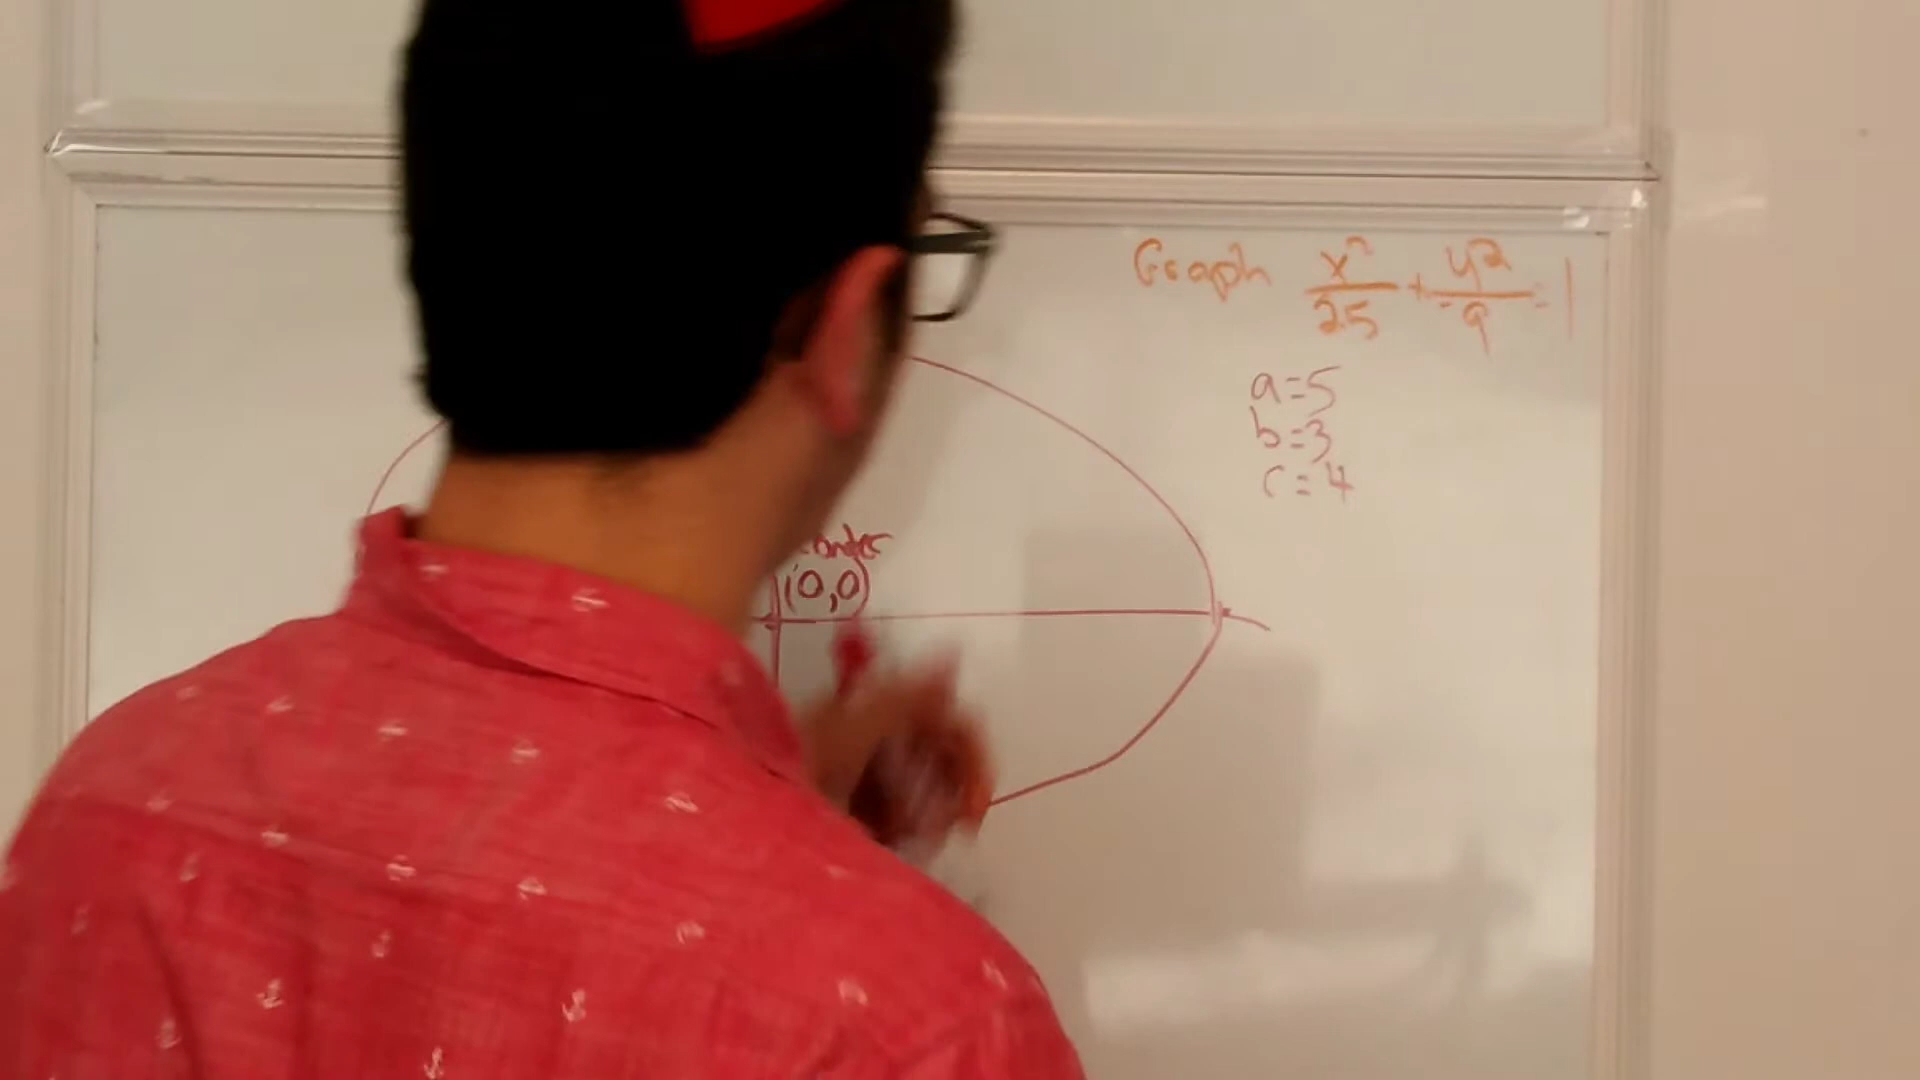 Graph x²/25 + y²/9 = 1
a=5
b=3
c=4
(0,0)